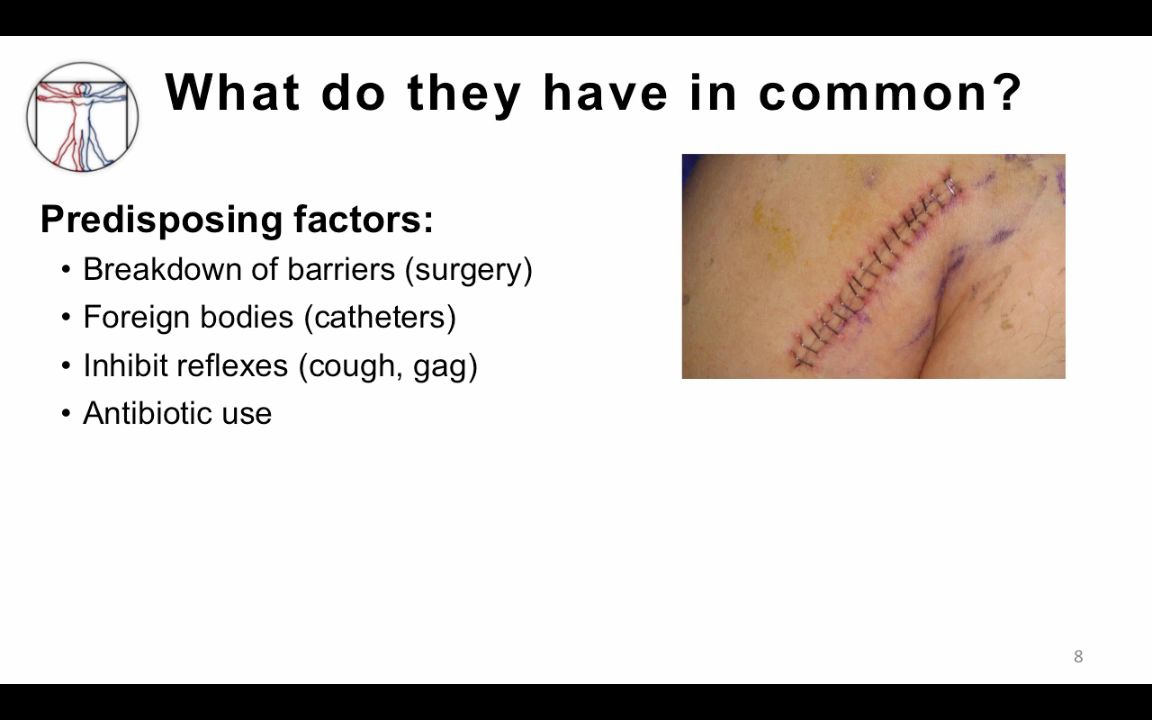 What do they have in common?
Predisposing factors:
• Breakdown of barriers (surgery)
• Foreign bodies (catheters)
• Inhibit reflexes (cough, gag)
• Antibiotic use
8